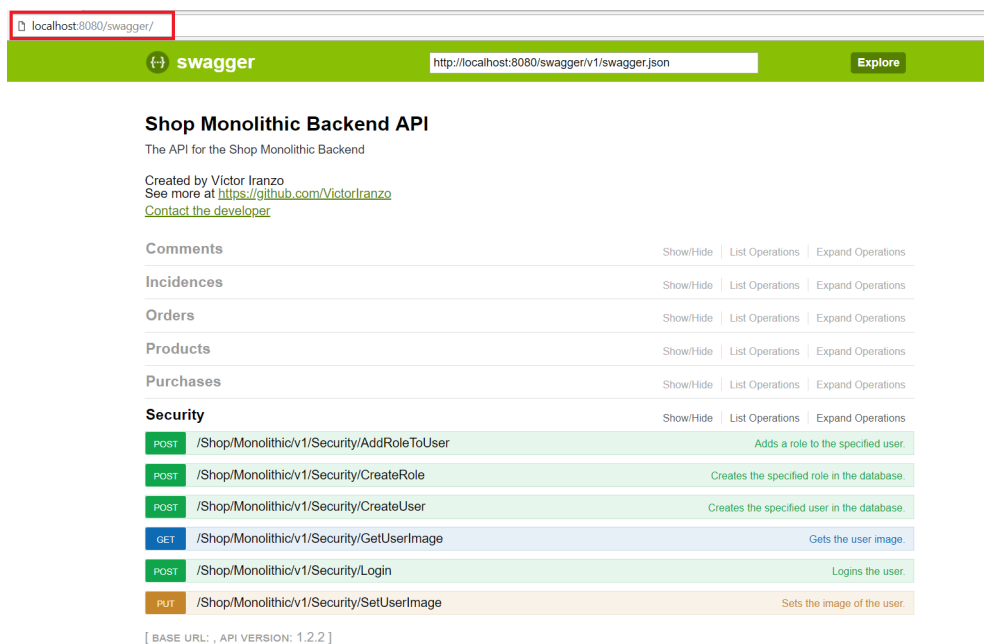 localhost:8080/swagger/
{··} swagger http://localhost:8080/swagger/v1/swagger.json Explore
Shop Monolithic Backend API
The API for the Shop Monolithic Backend
Created by Víctor Iranzo
See more at https://github.com/VictorIranzo
Contact the developer
Comments Show/Hide List Operations Expand Operations
Incidences Show/Hide List Operations Expand Operations
Orders Show/Hide List Operations Expand Operations
Products Show/Hide List Operations Expand Operations
Purchases Show/Hide List Operations Expand Operations
Security Show/Hide List Operations Expand Operations
POST /Shop/Monolithic/v1/Security/AddRoleToUser Adds a role to the specified user.
POST /Shop/Monolithic/v1/Security/CreateRole Creates the specified role in the database.
POST /Shop/Monolithic/v1/Security/CreateUser Creates the specified user in the database.
GET /Shop/Monolithic/v1/Security/GetUserImage Gets the user image.
POST /Shop/Monolithic/v1/Security/Login Logins the user.
PUT /Shop/Monolithic/v1/Security/SetUserImage Sets the image of the user.
[ BASE URL: , API VERSION: 1.2.2 ]